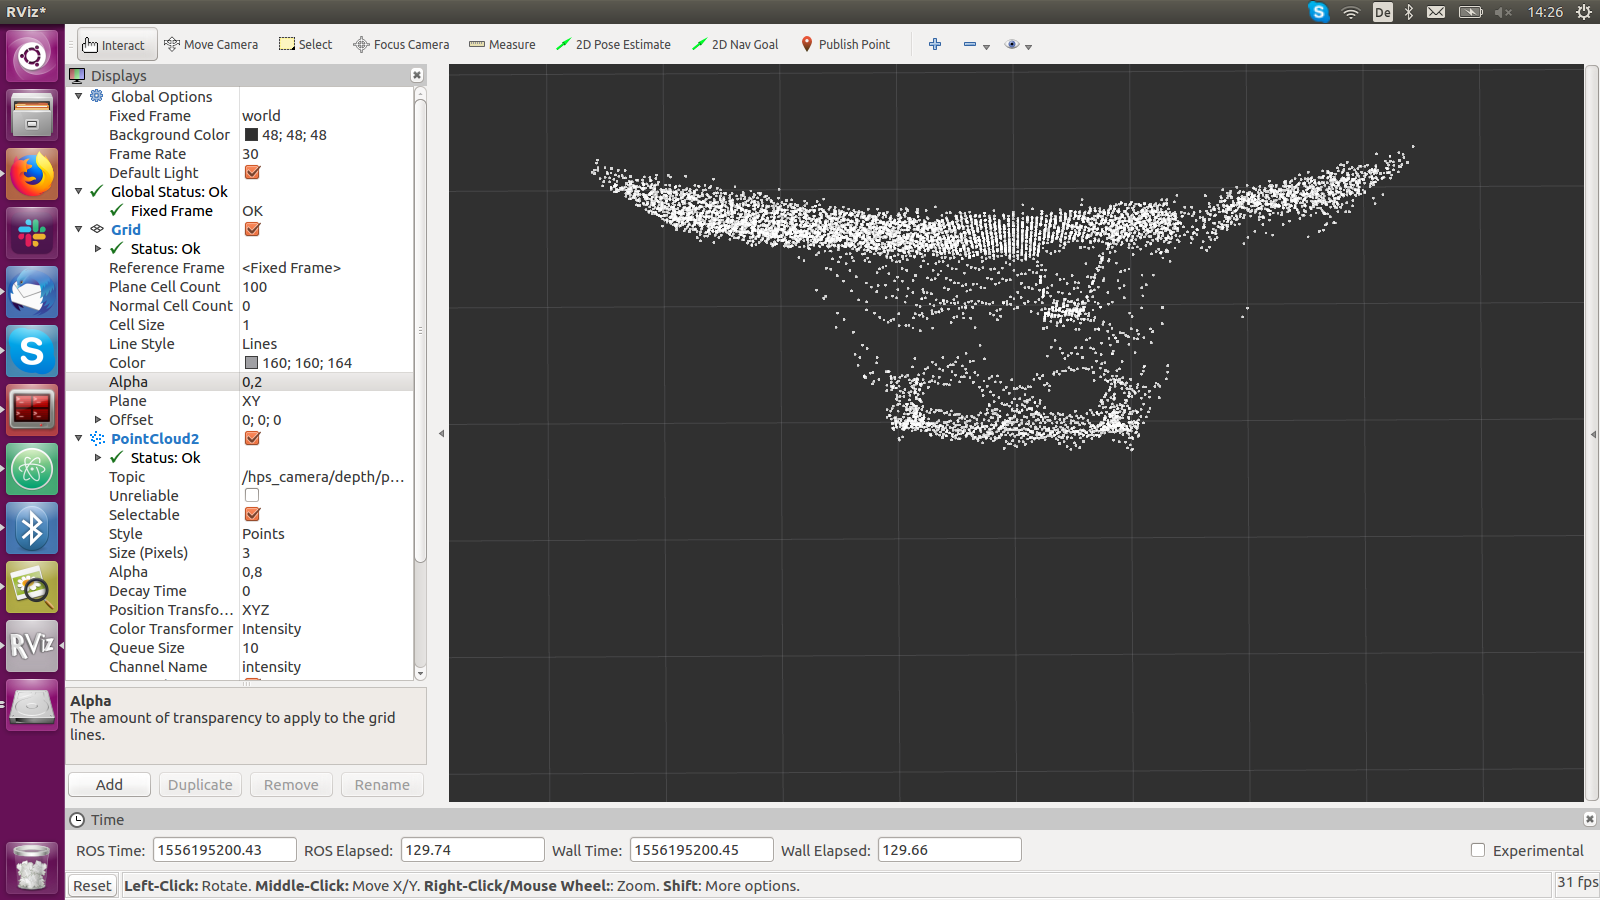 RViz*
De
14:26
Interact Move Camera Select Focus Camera Measure 2D Pose Estimate 2D Nav Goal Publish Point
Displays
Global Options
Fixed Frame world
Background Color 48; 48; 48
Frame Rate 30
Default Light
Global Status: Ok
Fixed Frame OK
Grid
Status: Ok
Reference Frame <Fixed Frame>
Plane Cell Count 100
Normal Cell Count 0
Cell Size 1
Line Style Lines
Color 160; 160; 164
Alpha 0,2
Plane XY
Offset 0; 0; 0
PointCloud2
Status: Ok
Topic /hps_camera/depth/p...
Unreliable
Selectable
Style Points
Size (Pixels) 3
Alpha 0,8
Decay Time 0
Position Transfo... XYZ
Color Transformer Intensity
Queue Size 10
Channel Name intensity
Alpha
The amount of transparency to apply to the grid
lines.
Add Duplicate Remove Rename
Time
ROS Time: 1556195200.43 ROS Elapsed: 129.74 Wall Time: 1556195200.45 Wall Elapsed: 129.66 Experimental
Reset Left-Click: Rotate. Middle-Click: Move X/Y. Right-Click/Mouse Wheel:: Zoom. Shift: More options. 31 fps
S
RViz